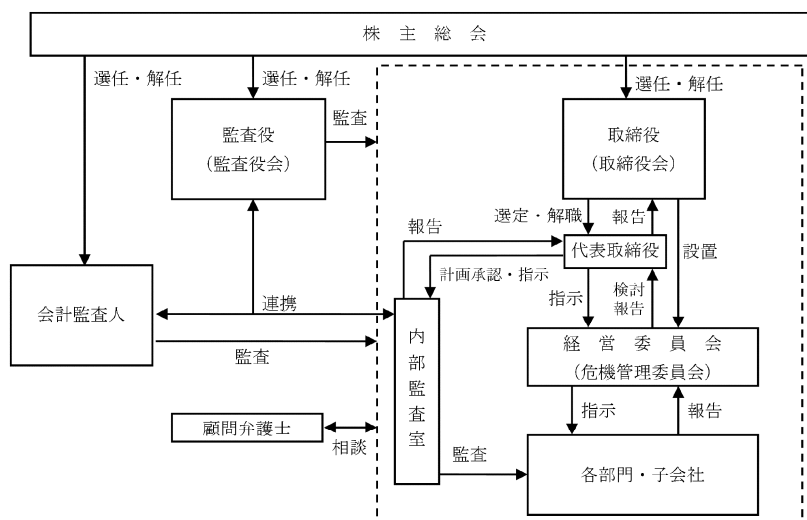 株主総会
選任・解任
選任・解任
選任・解任
監査役
（監査役会）
監査
取締役
（取締役会）
選定・解職
報告
報告
代表取締役
計画承認・指示
設置
会計監査人
連携
指示
検討
報告
監査
内部監査室
経営委員会
（危機管理委員会）
指示
報告
顧問弁護士
相談
監査
各部門・子会社